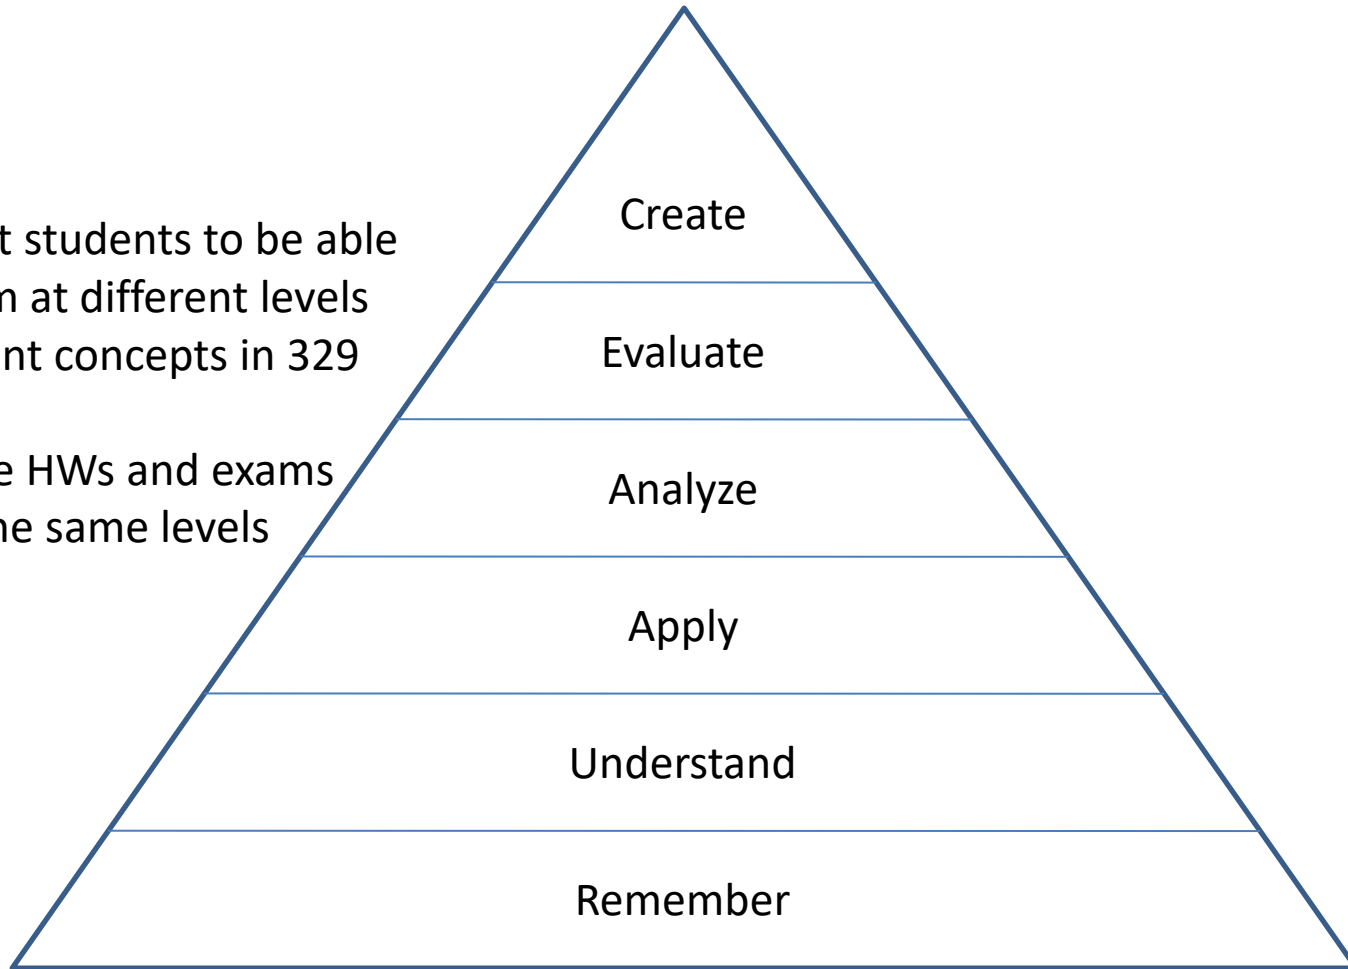 t students to be able
n at different levels
nt concepts in 329
e HWs and exams
ne same levels
Create
Evaluate
Analyze
Apply
Understand
Remember